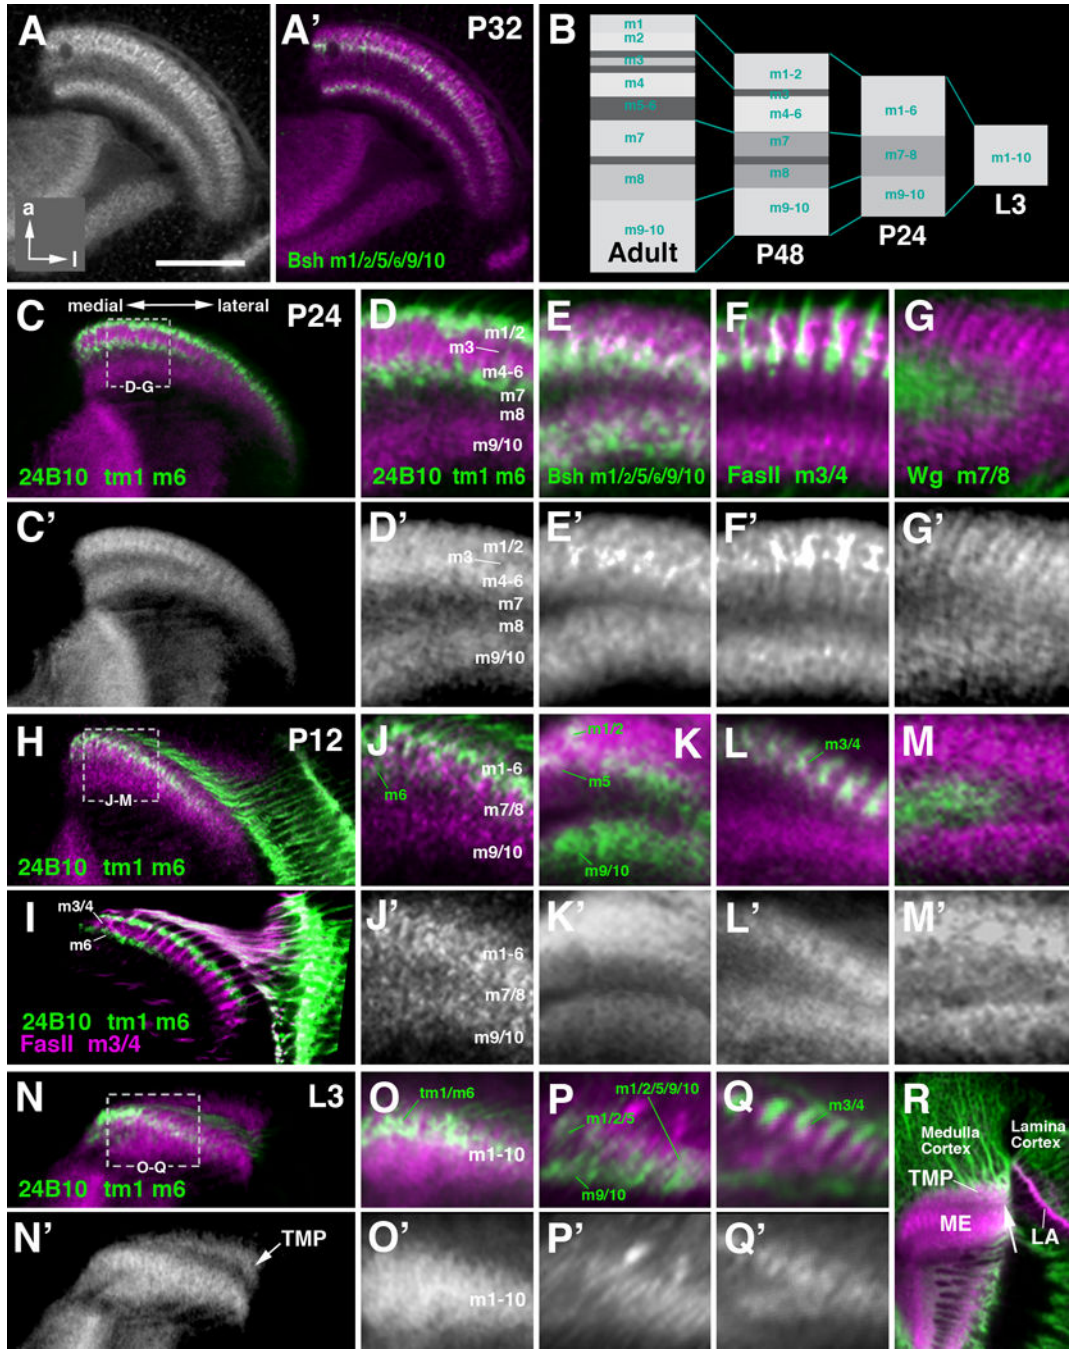 A
a
l
A'
P32
Bsh m1/2/5/6/9/10
B
m1
m2
m3
m4
m5-6
m7
m8
m9-10
Adult
m1-2
m3
m4-6
m7
m8
m9-10
P48
m1-6
m7-8
m9-10
P24
m1-10
L3
C
medial
lateral
P24
D-G
24B10 tm1 m6
D
m1/2
m3
m4-6
m7
m8
m9/10
24B10 tm1 m6
E
Bsh m1/2/5/6/9/10
F
FasII m3/4
G
Wg m7/8
C'
D'
m1/2
m3
m4-6
m7
m8
m9/10
E'
F'
G'
H
P12
J-M
24B10 tm1 m6
J
m1-6
m6
m7/8
m9/10
K
m1/2
m5
m9/10
L
m3/4
M
I
m3/4
m6
24B10 tm1 m6
FasII m3/4
J'
m1-6
m7/8
m9/10
K'
L'
M'
N
L3
O-Q
24B10 tm1 m6
O
tm1/m6
m1-10
P
m1/2/5/9/10
m1/2/5
m9/10
Q
m3/4
R
Medulla
Cortex
Lamina
Cortex
TMP
ME
LA
N'
TMP
O'
m1-10
P'
Q'